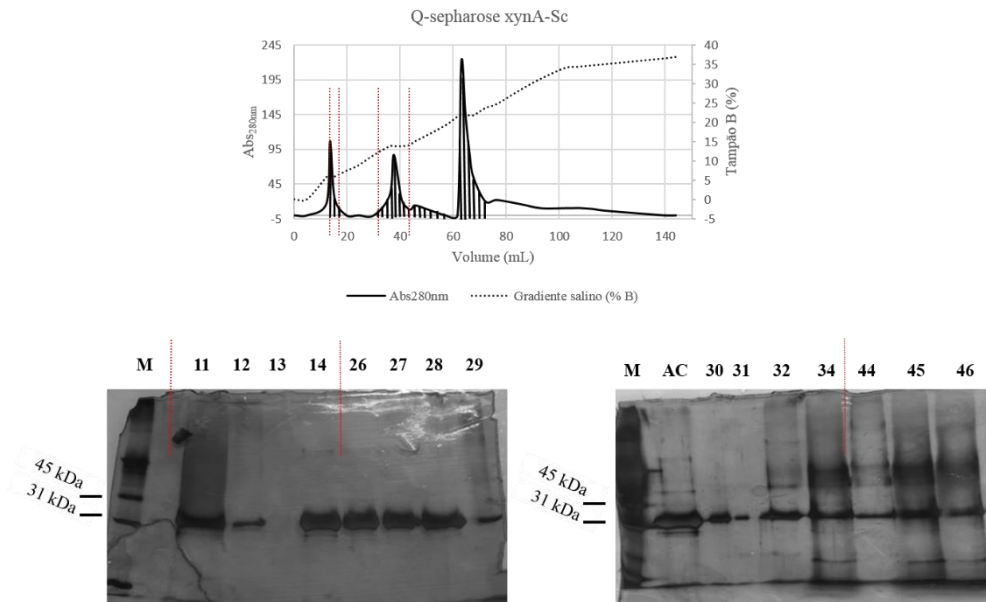 Q-sepharose xynA-Sc
245
195
145
95
45
-5
Abs280nm
40
35
30
25
20
15
10
5
0
-5
Tampão B (%)
0 20 40 60 80 100 120 140
Volume (mL)
Abs280nm Gradiente salino (% B)
M 11 12 13 14 26 27 28 29
45 kDa
31 kDa
M AC 30 31 32 34 44 45 46
45 kDa
31 kDa